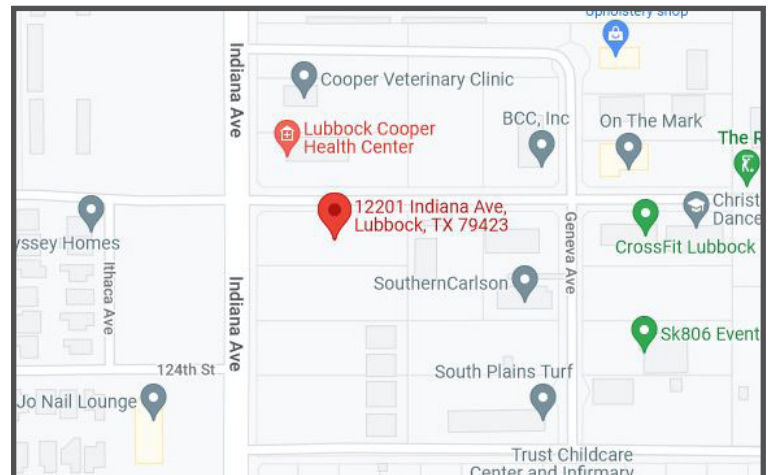 Upholstery shop
Indiana Ave
Cooper Veterinary Clinic
BCC, Inc
On The Mark
Lubbock Cooper
Health Center
The R
12201 Indiana Ave,
Lubbock, TX 79423
Christ
Dance
yssey Homes
CrossFit Lubbock
Geneva Ave
Ithaca Ave
Indiana Ave
SouthernCarlson
Sk806 Event
124th St
South Plains Turf
Jo Nail Lounge
Trust Childcare
Center and Infirmary